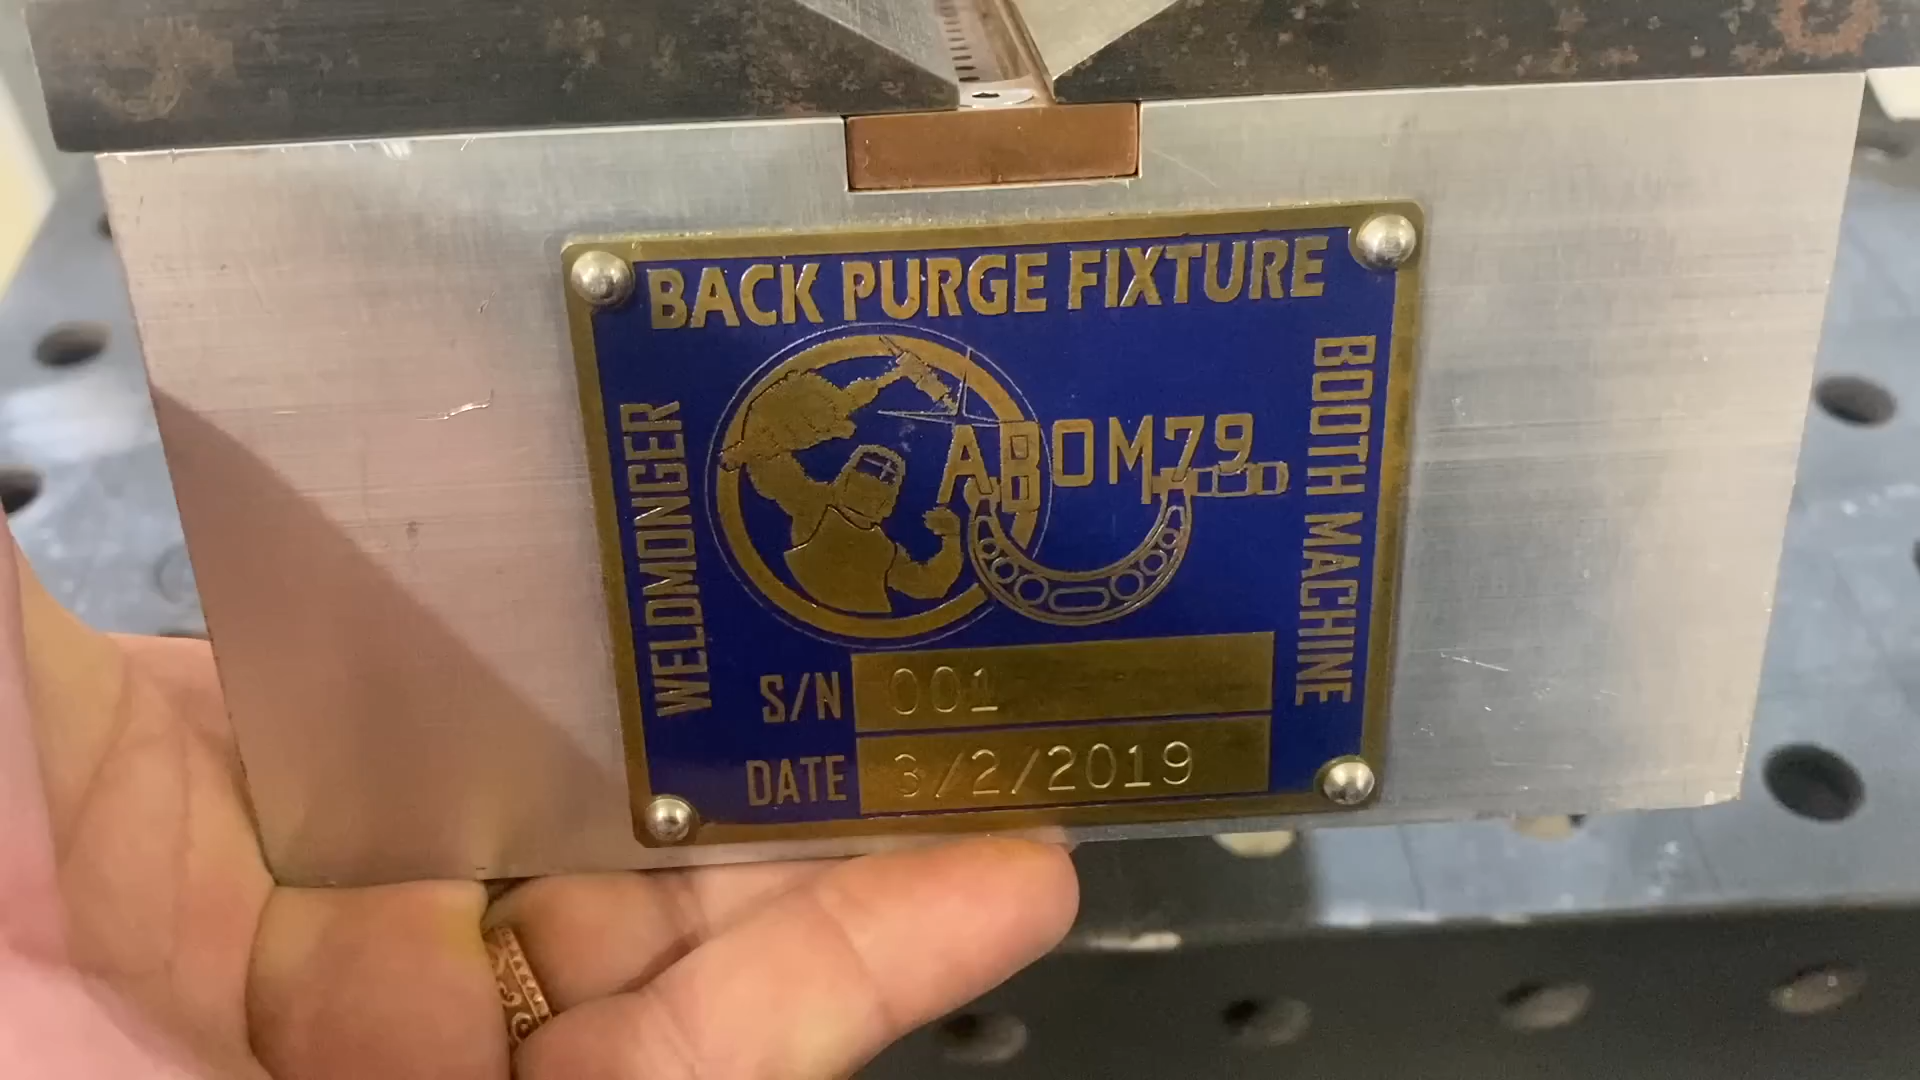 BACK PURGE FIXTURE
WELDMONGER
ABOM79
BOOTH MACHINE
S/N 001
DATE 3/2/2019